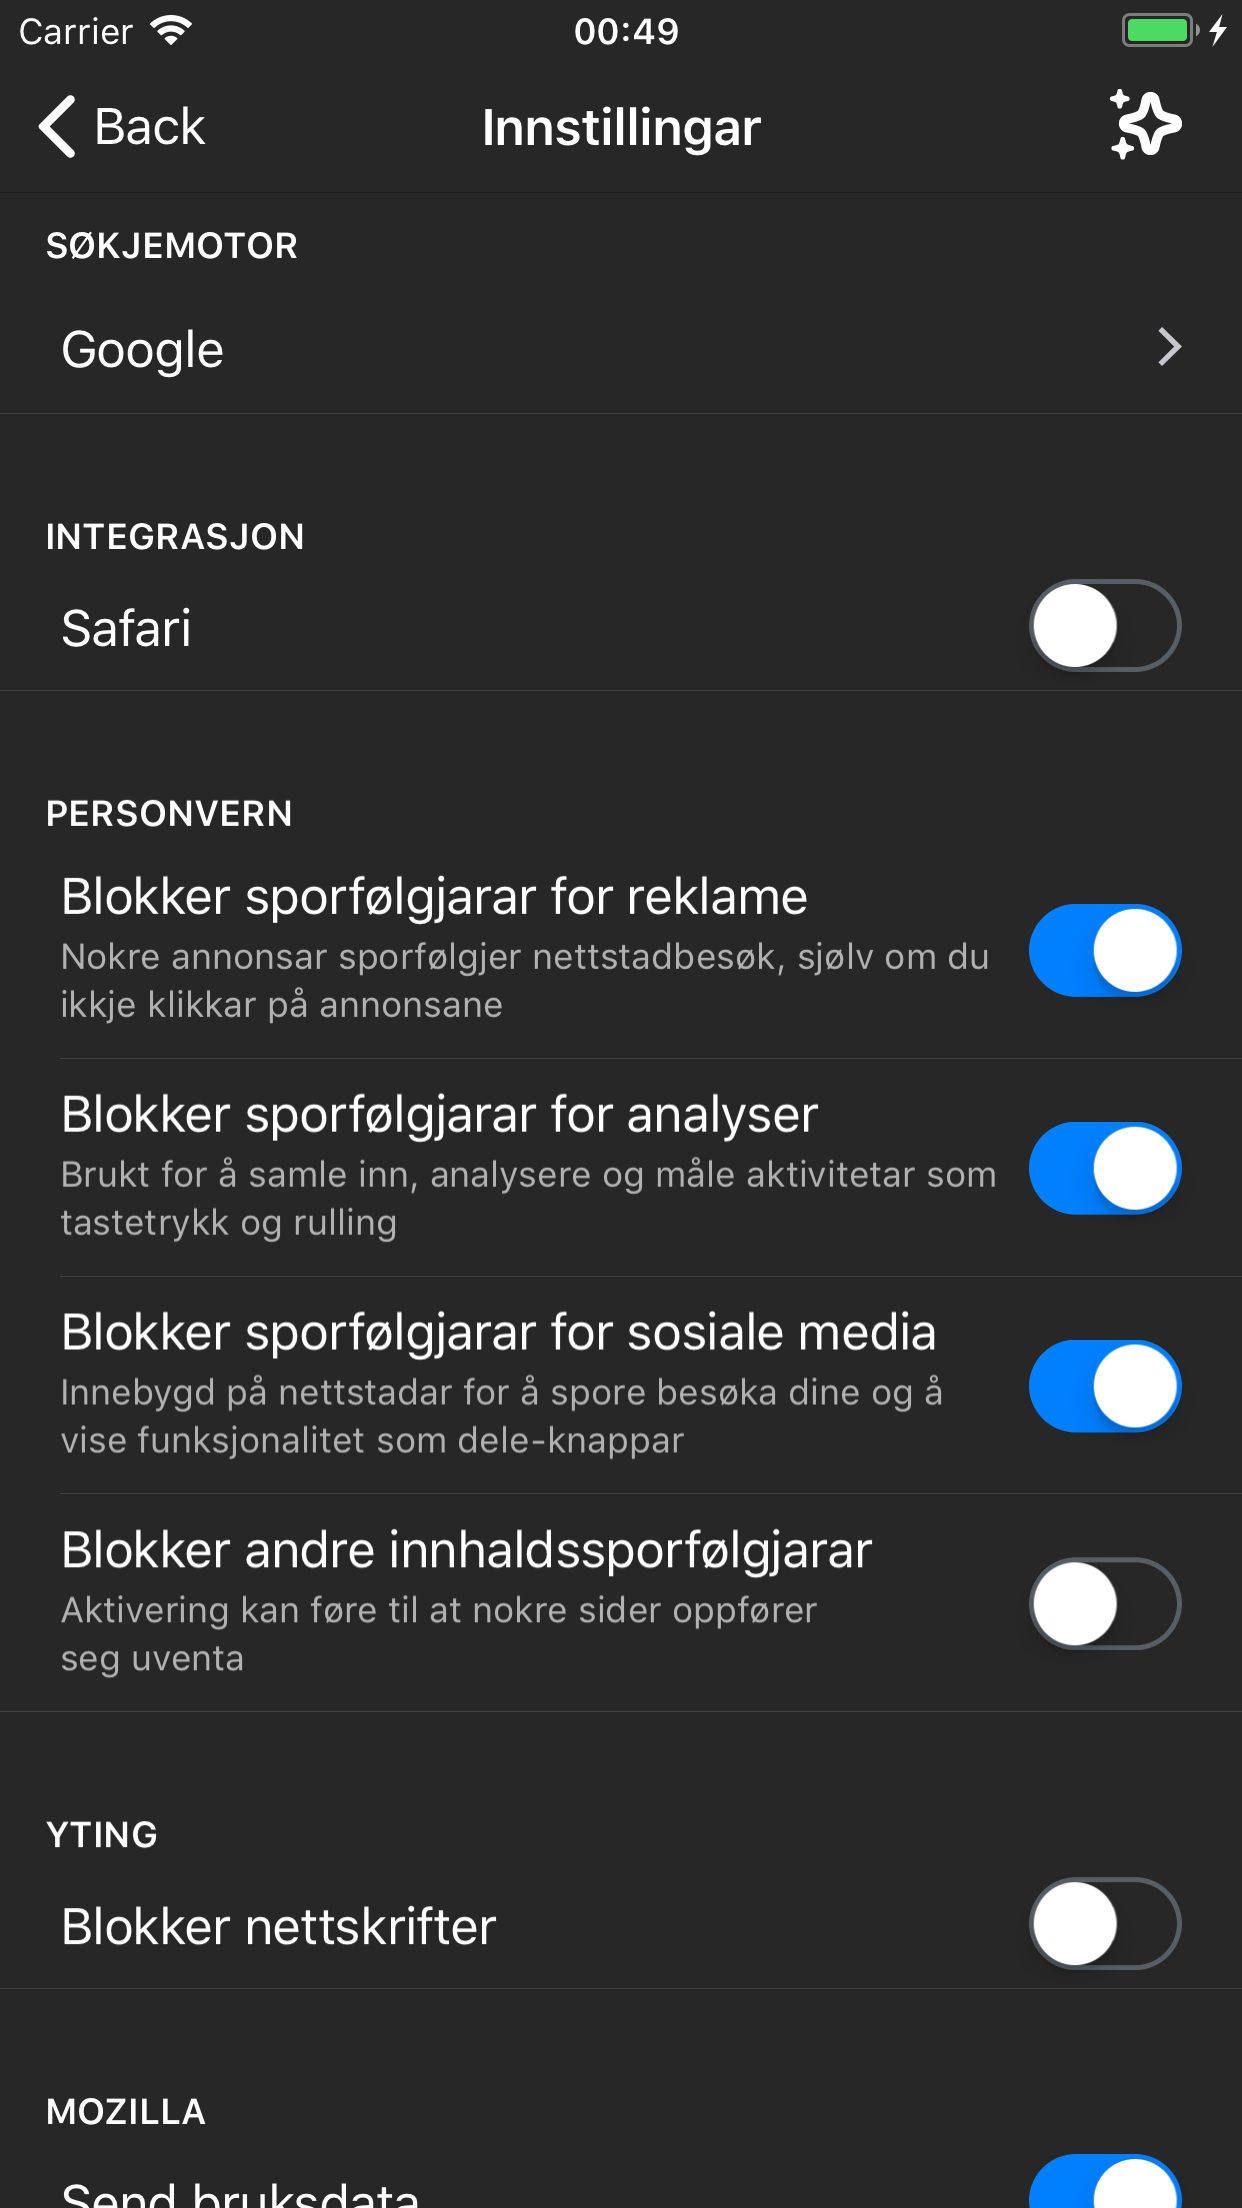 Carrier 00:49
Back Innstillingar
SØKJEMOTOR
Google
INTEGRASJON
Safari
PERSONVERN
Blokker sporfølgjarar for reklame
Nokre annonsar sporfølgjer nettstadbesøk, sjølv om du
ikkje klikkar på annonsane
Blokker sporfølgjarar for analyser
Brukt for å samle inn, analysere og måle aktivitetar som
tastetrykk og rulling
Blokker sporfølgjarar for sosiale media
Innebygd på nettstadar for å spore besøka dine og å
vise funksjonalitet som dele-knappar
Blokker andre innhaldssporfølgjarar
Aktivering kan føre til at nokre sider oppfører
seg uventa
YTING
Blokker nettskrifter
MOZILLA
Send bruksdata